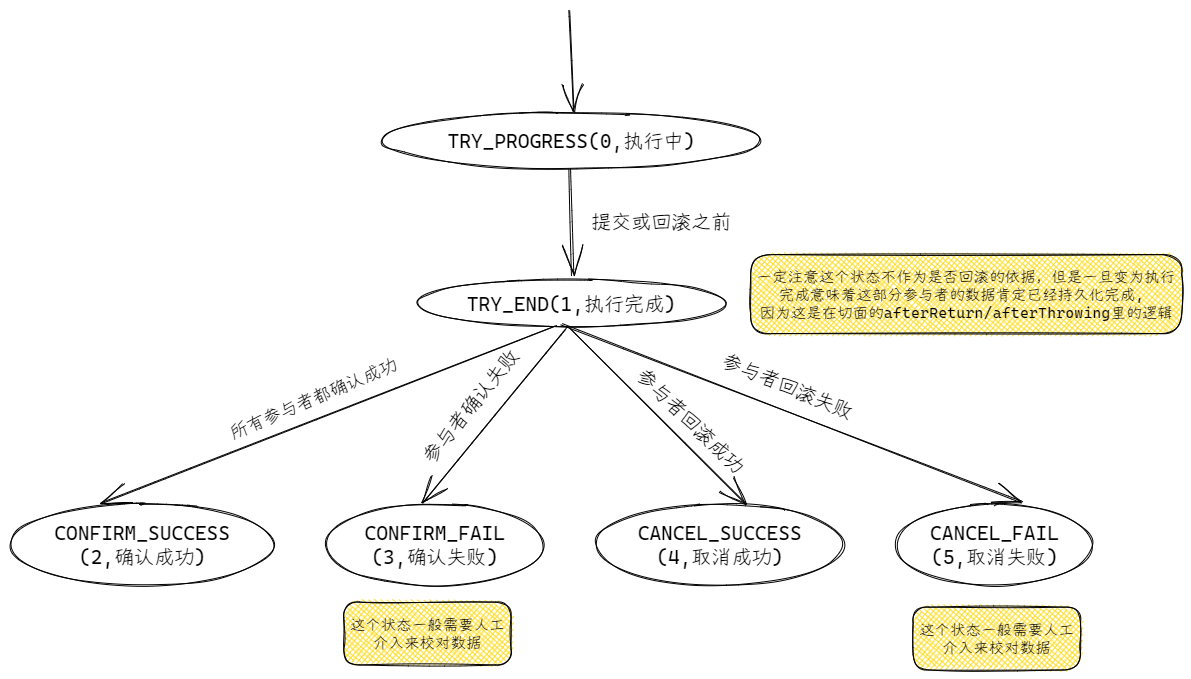 TRY_PROGRESS(0,执行中)
提交或回滚之前
TRY_END(1,执行完成)
一定注意这个状态不作为是否回滚的依据，但是一旦变为执行
完成意味着这部分参与者的数据肯定已经持久化完成，
因为这是在切面的afterReturn/afterThrowing里的逻辑
所有参与者都确认成功
参与者确认失败
参与者回滚成功
参与者回滚失败
CONFIRM_SUCCESS
(2,确认成功)
CONFIRM_FAIL
(3,确认失败)
CANCEL_SUCCESS
(4,取消成功)
CANCEL_FAIL
(5,取消失败)
这个状态一般需要人工
介入来校对数据
这个状态一般需要人工
介入来校对数据